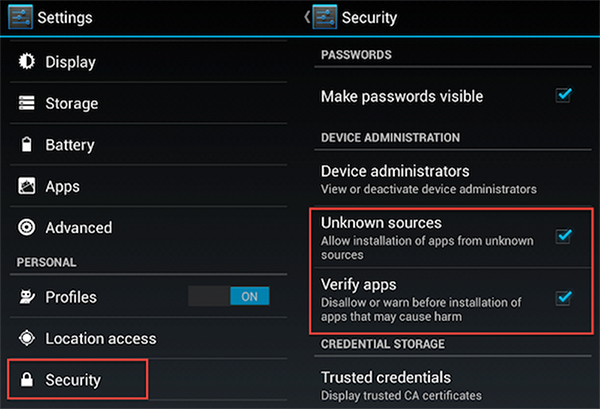 Settings
Display
Storage
Battery
Apps
Advanced
PERSONAL
Profiles ON
Location access
Security
Security
PASSWORDS
Make passwords visible
DEVICE ADMINISTRATION
Device administrators
View or deactivate device administrators
Unknown sources
Allow installation of apps from unknown
sources
Verify apps
Disallow or warn before installation of
apps that may cause harm
CREDENTIAL STORAGE
Trusted credentials
Display trusted CA certificates